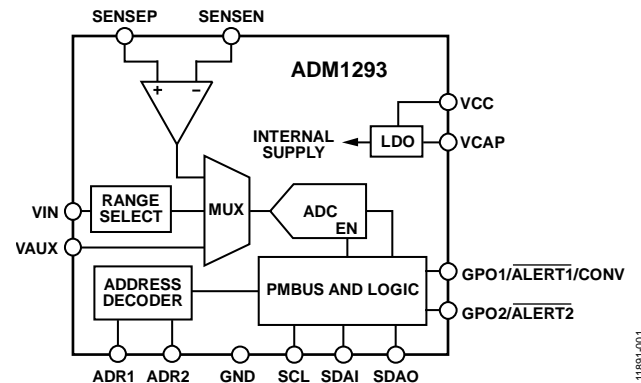 SENSEP SENSEN
ADM1293
+ −
VCC
INTERNAL
SUPPLY
LDO
VCAP
VIN
RANGE
SELECT
MUX
ADC
EN
VAUX
ADDRESS
DECODER
PMBUS AND LOGIC
GPO1/ALERT1/CONV
GPO2/ALERT2
ADR1 ADR2 GND SCL SDAI SDAO
11891-001